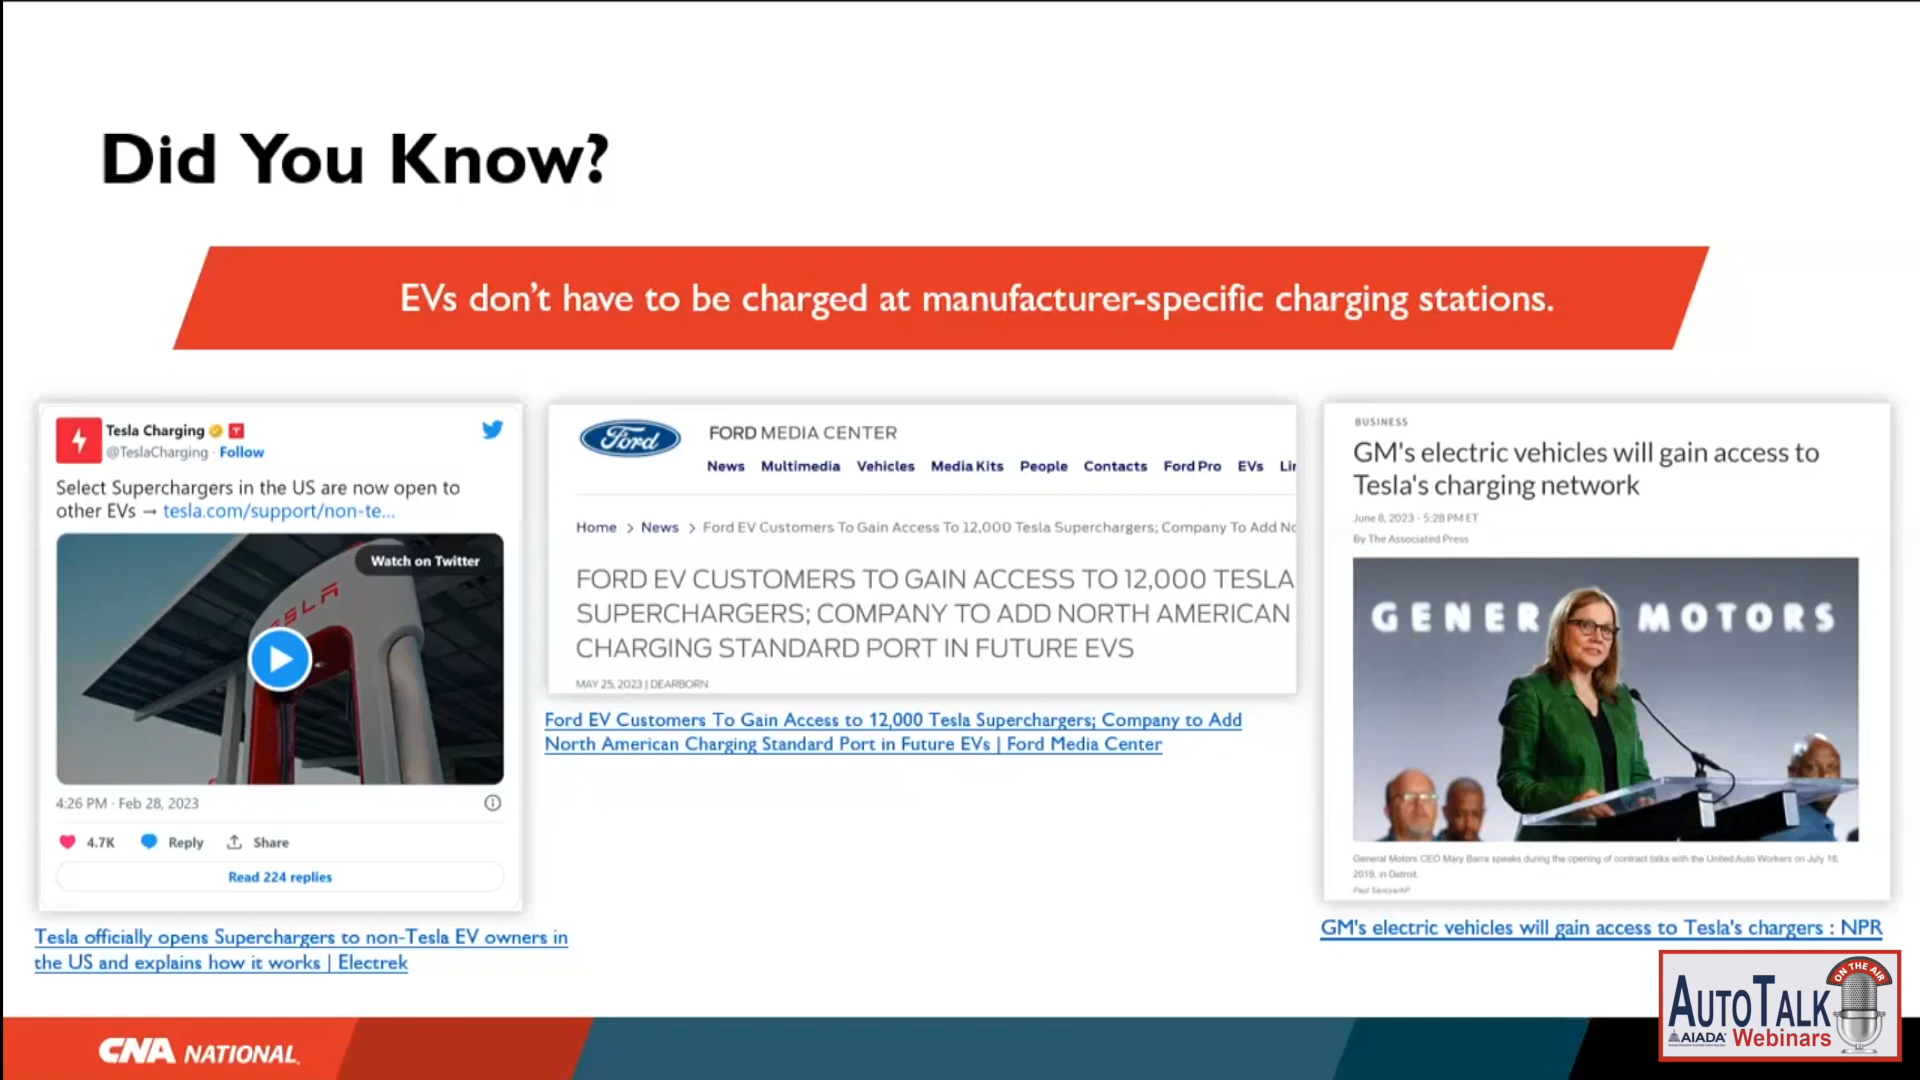 Did You Know?
EVs don't have to be charged at manufacturer-specific charging stations.
Tesla Charging
@TeslaCharging · Follow
Select Superchargers in the US are now open to
other EVs → tesla.com/support/non-te...
Watch on Twitter
TESLA
4:26 PM · Feb 28, 2023
4.7K Reply Share
Read 224 replies
Tesla officially opens Superchargers to non-Tesla EV owners in
the US and explains how it works | Electrek
Ford
FORD MEDIA CENTER
News Multimedia Vehicles Media Kits People Contacts Ford Pro EVs Lin
Home > News > Ford EV Customers To Gain Access To 12,000 Tesla Superchargers; Company To Add No
FORD EV CUSTOMERS TO GAIN ACCESS TO 12,000 TESLA
SUPERCHARGERS; COMPANY TO ADD NORTH AMERICAN
CHARGING STANDARD PORT IN FUTURE EVS
MAY 25, 2023 | DEARBORN
Ford EV Customers To Gain Access to 12,000 Tesla Superchargers; Company to Add
North American Charging Standard Port in Future EVs | Ford Media Center
BUSINESS
GM's electric vehicles will gain access to
Tesla's charging network
June 8, 2023 · 5:28 PM ET
By The Associated Press
GENER MOTORS
General Motors CEO Mary Barra speaks during the opening of contract talks with the United Auto Workers on July 16,
2019, in Detroit.
GM's electric vehicles will gain access to Tesla's chargers : NPR
CNA NATIONAL
ON THE AIR
AUTOTALK
AIADA Webinars